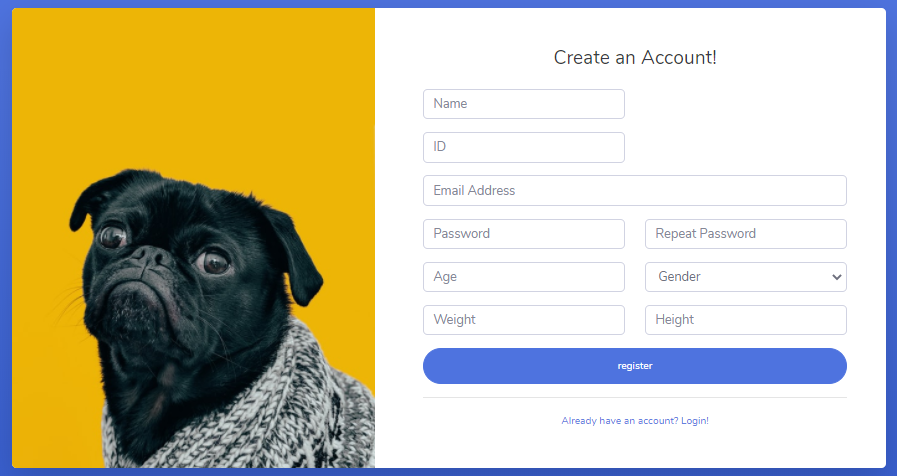 Create an Account!
Name
ID
Email Address
Password Repeat Password
Age Gender
Weight Height
register
Already have an account? Login!